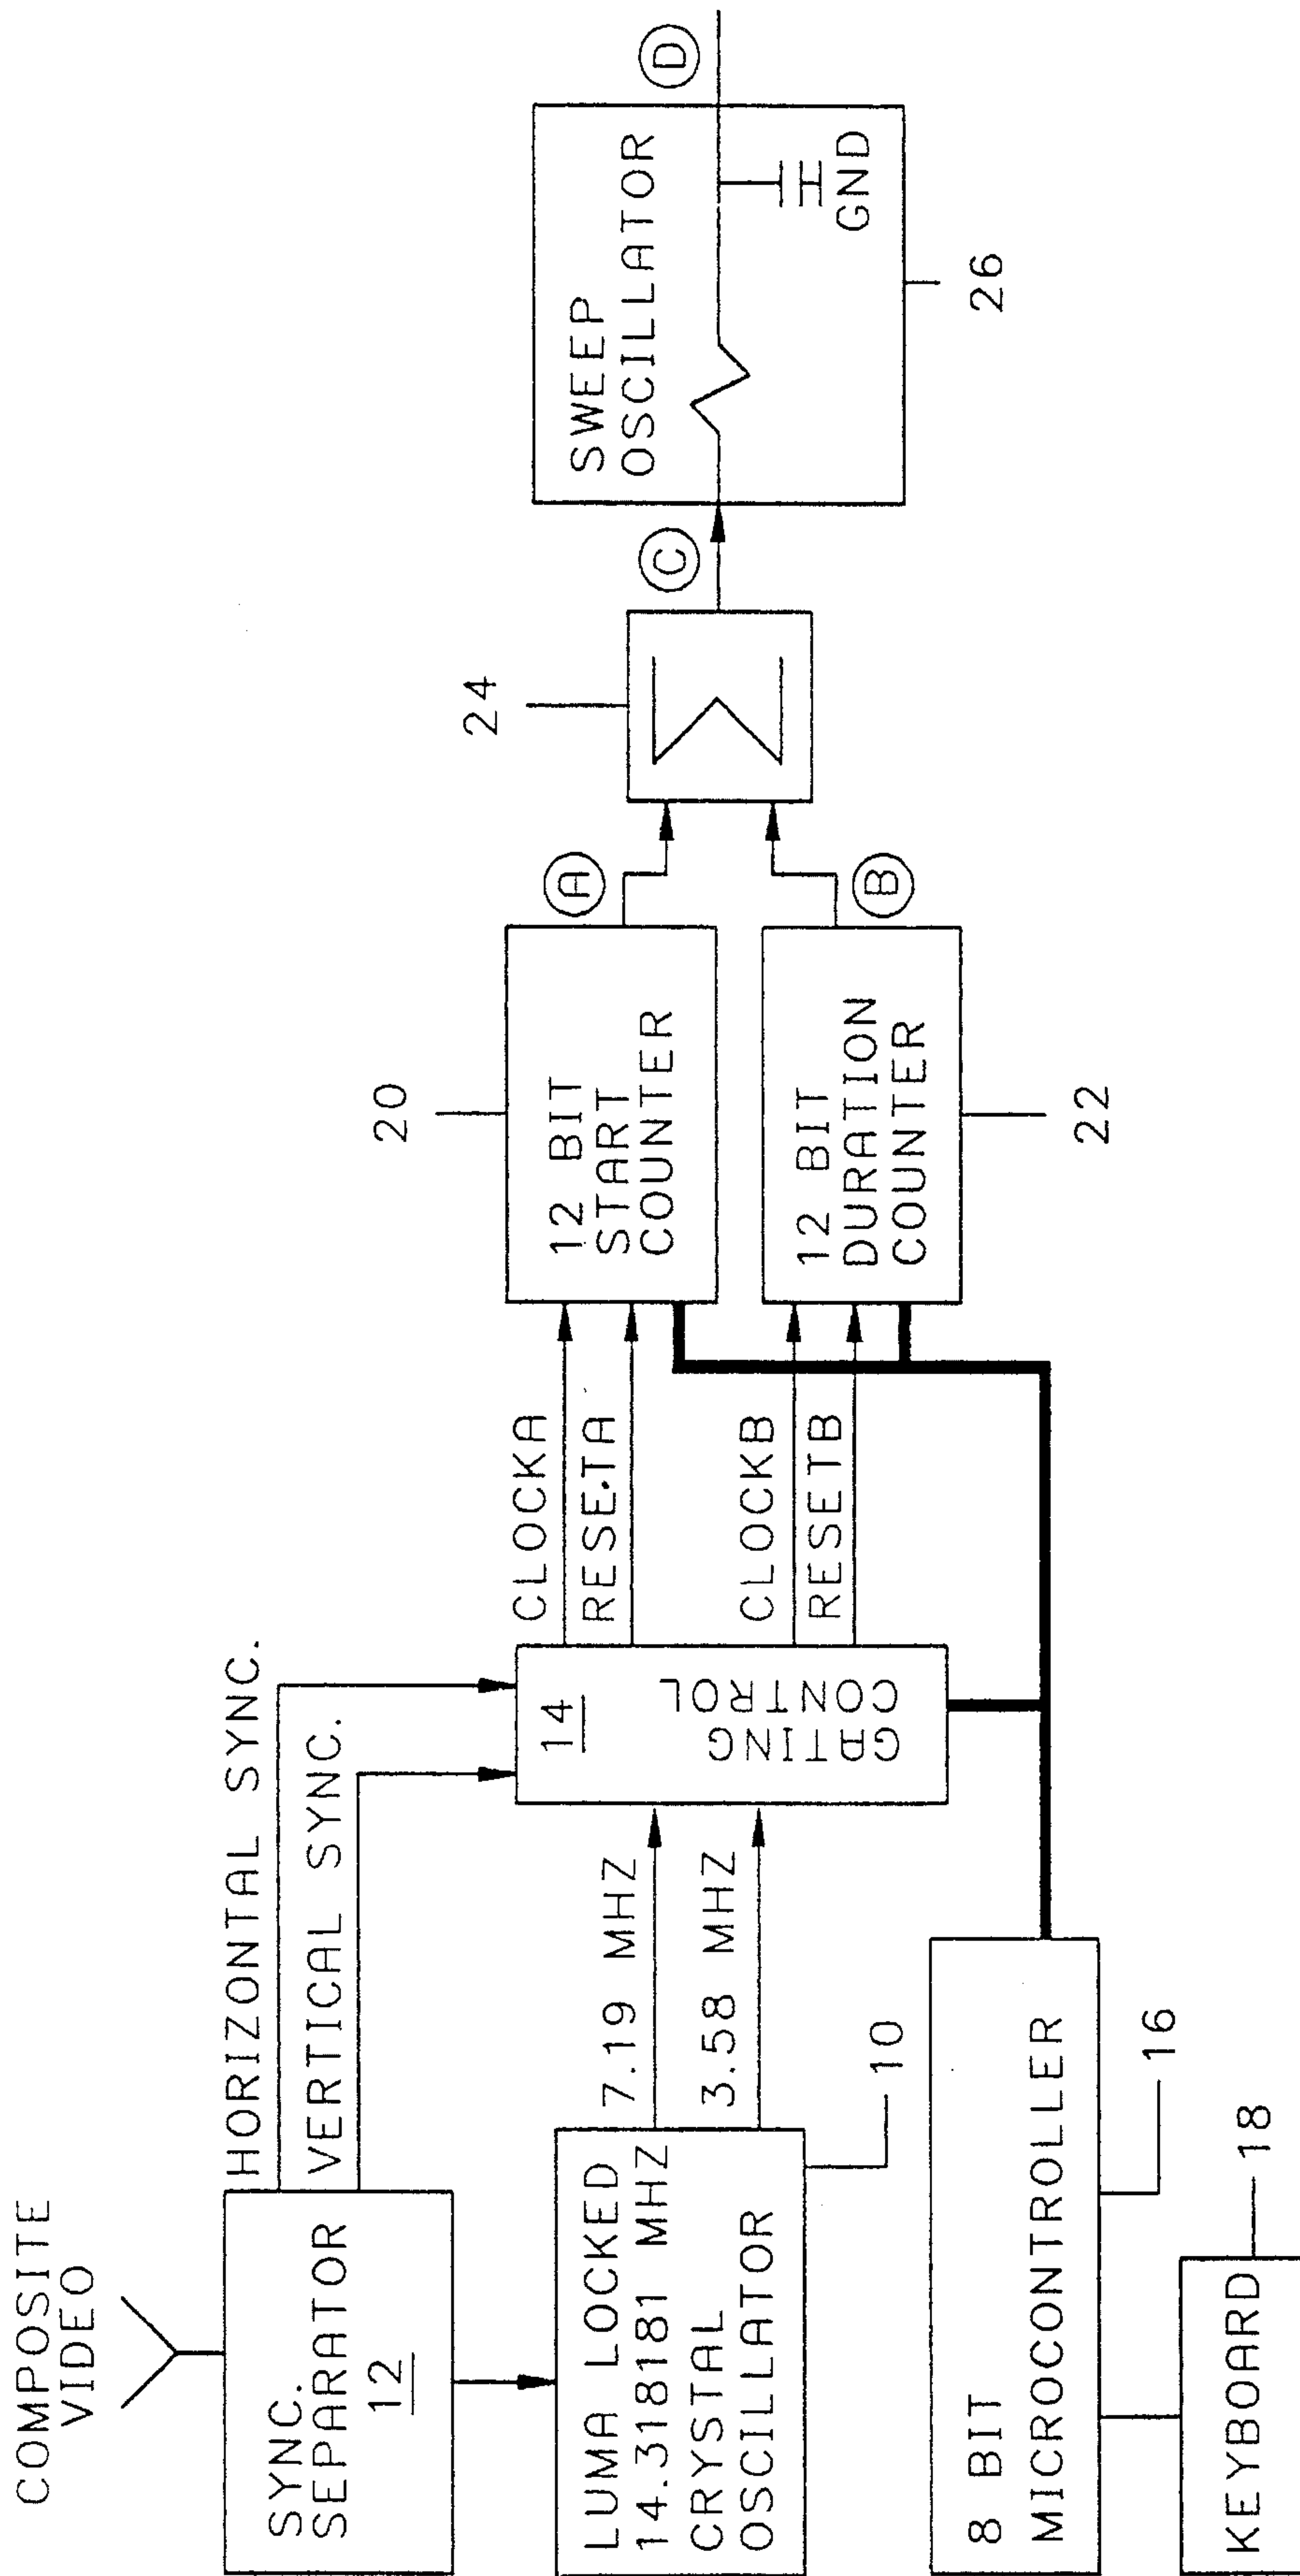 COMPOSITE
VIDEO
SYNC.
SEPARATOR
12
HORIZONTAL SYNC.
VERTICAL SYNC.
LUMA LOCKED
14.318181 MHZ
CRYSTAL
OSCILLATOR
10
7.19 MHZ
3.58 MHZ
14
GATING
CONTROL
8 BIT
MICROCONTROLLER
16
KEYBOARD
18
CLOCKA
RESE.TA
CLOCKB
RESETB
20
12 BIT
START
COUNTER
12 BIT
DURATION
COUNTER
22
A
B
24
Σ
C
SWEEP
OSCILLATOR
GND
26
D